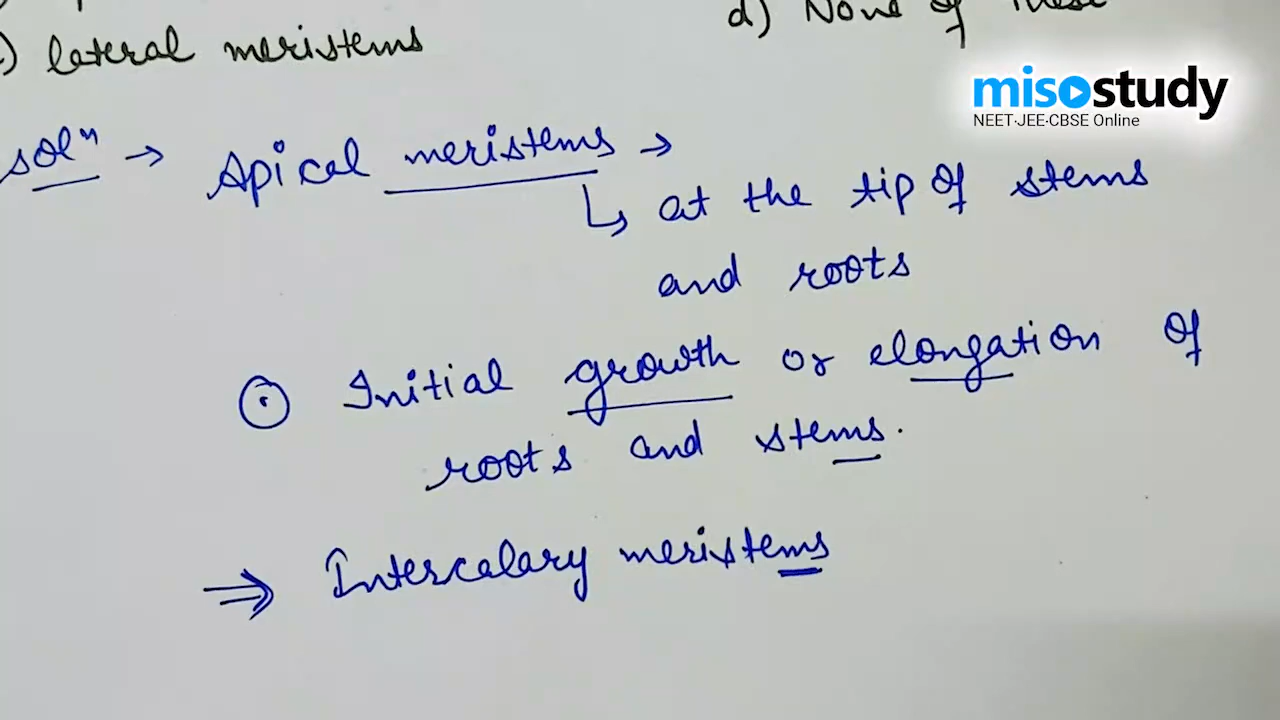 d) None of these
) lateral meristems
misostudy
NEET-JEE-CBSE Online
solⁿ → Apical meristems →
↳ at the tip of stems
and roots
⊙ Initial growth or elongation of
roots and stems.
⇒ Intercalary meristems